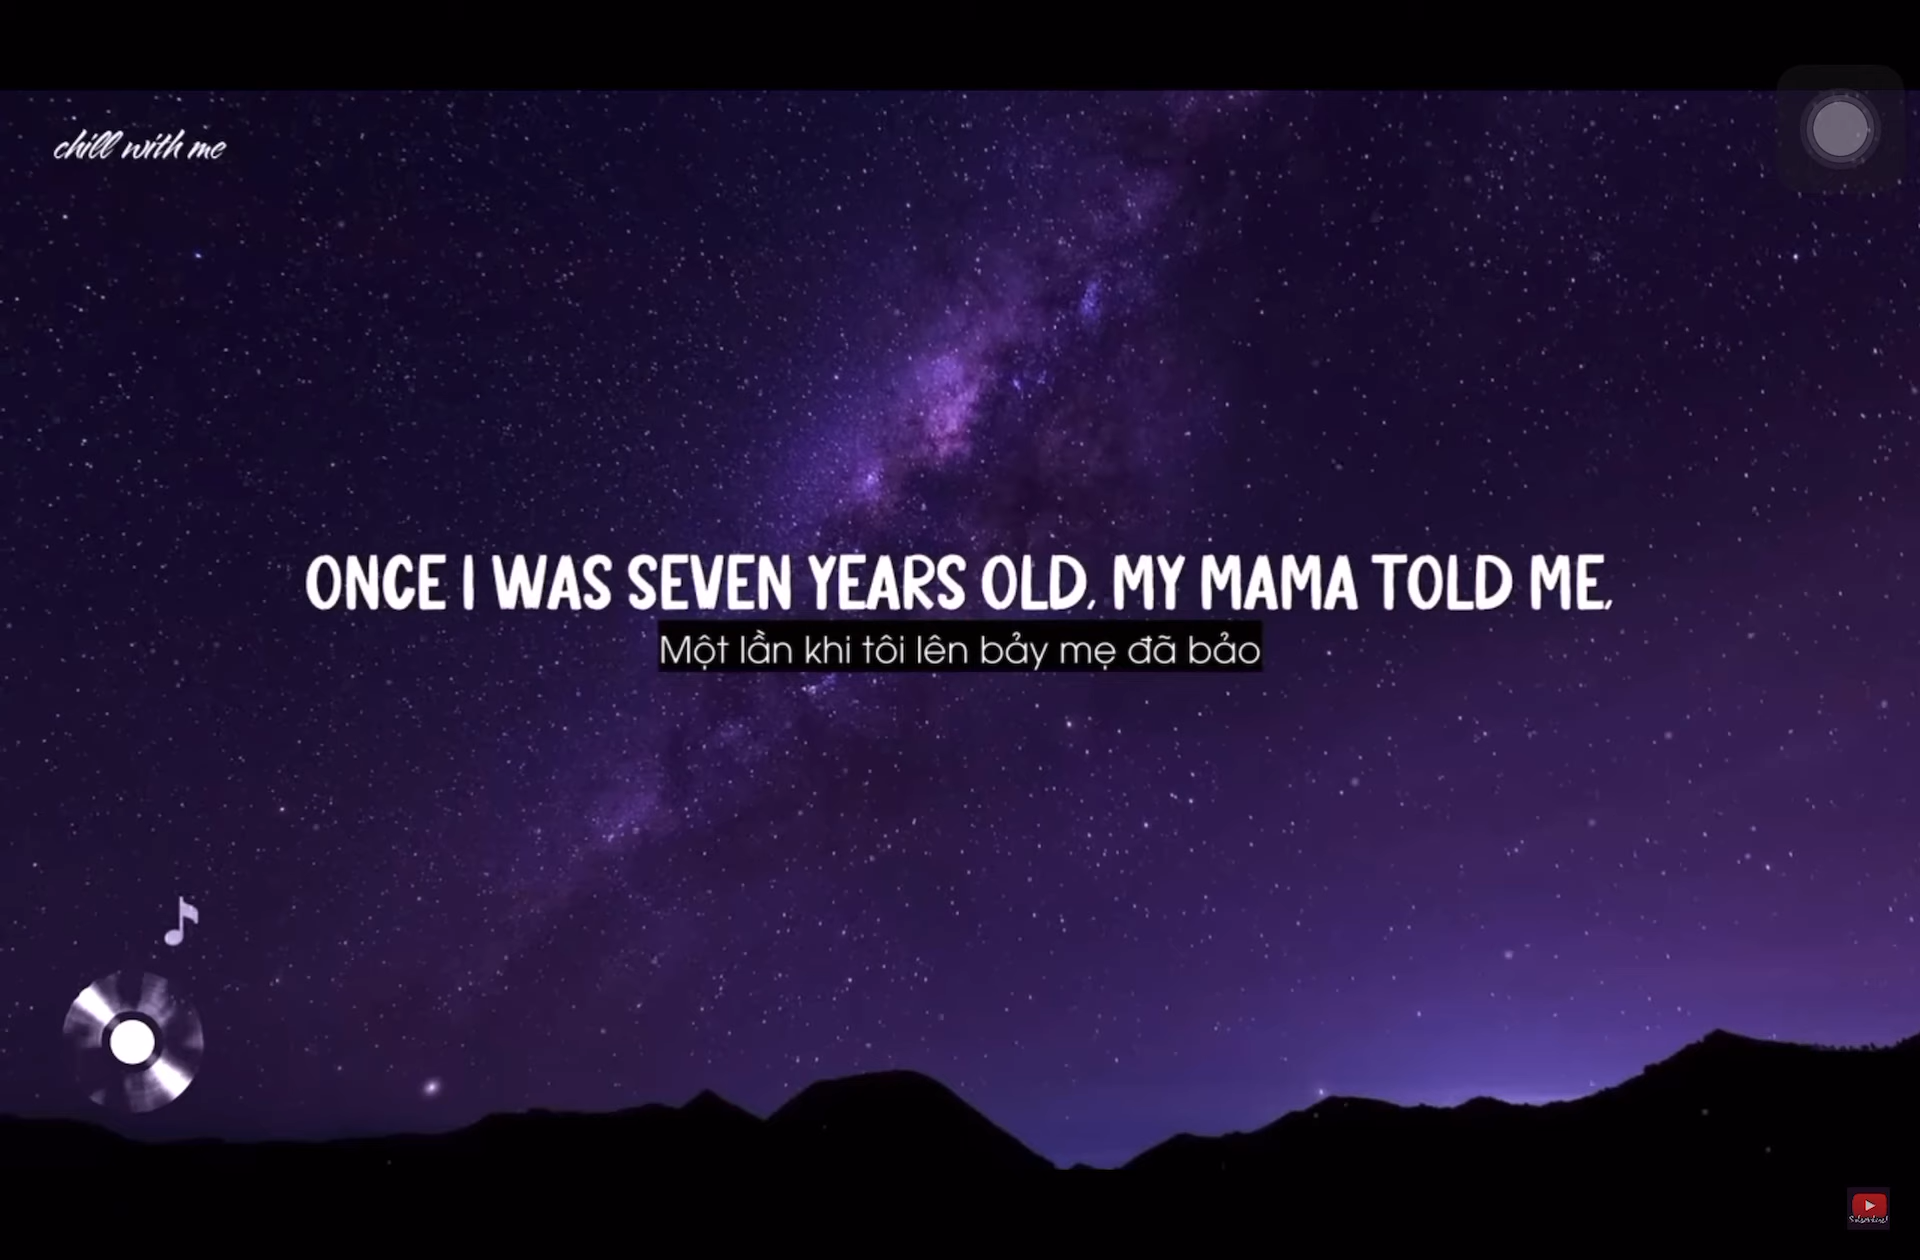 chill with me
ONCE I WAS SEVEN YEARS OLD, MY MAMA TOLD ME,
Một lần khi tôi lên bảy mẹ đã bảo
Subscribe!